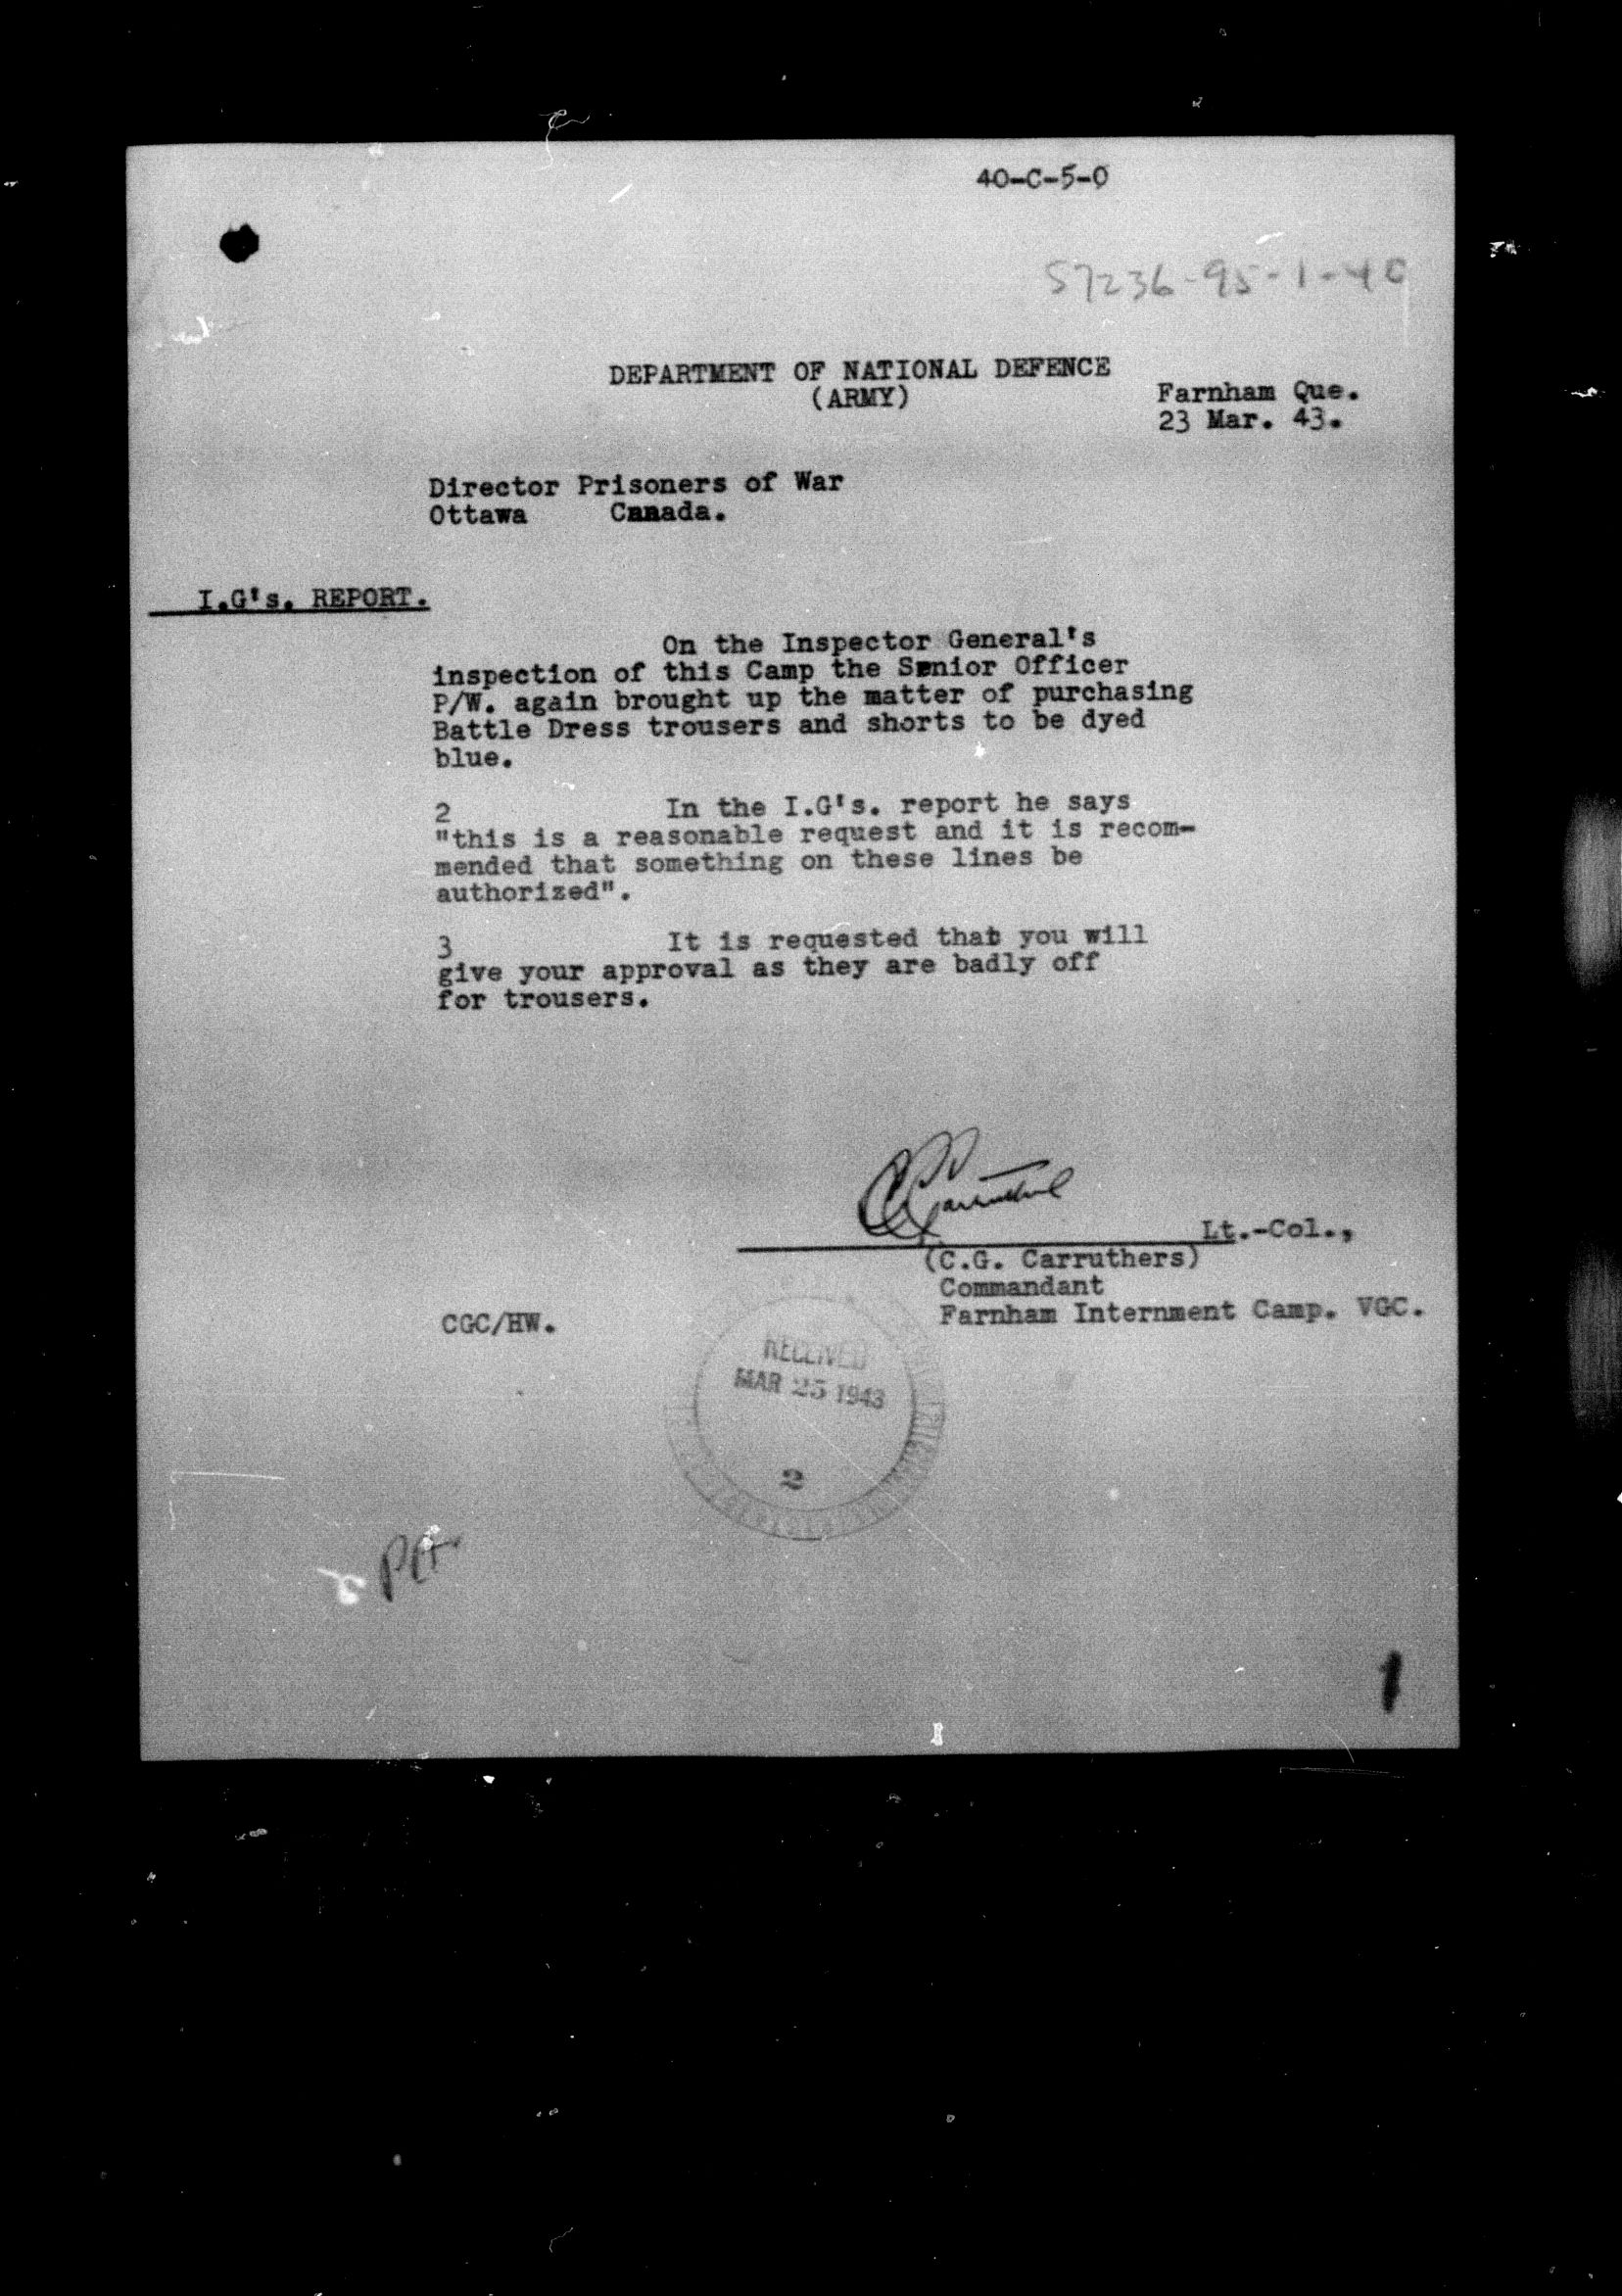 40-C-5-0
57236-95-1-40
DEPARTMENT OF NATIONAL DEFENCE
(ARMY)
Farnham Que.
23 Mar. 43.
Director Prisoners of War
Ottawa Canada.
I.G's. REPORT.
On the Inspector General's
inspection of this Camp the Senior Officer
P/W. again brought up the matter of purchasing
Battle Dress trousers and shorts to be dyed
blue.
2 In the I.G's. report he says
"this is a reasonable request and it is recom-
mended that something on these lines be
authorized".
3 It is requested that you will
give your approval as they are badly off
for trousers.
Lt.-Col.,
(C.G. Carruthers)
Commandant
Farnham Internment Camp. VGC.
CGC/HW.
RECEIVED
MAR 25 1943
2
1